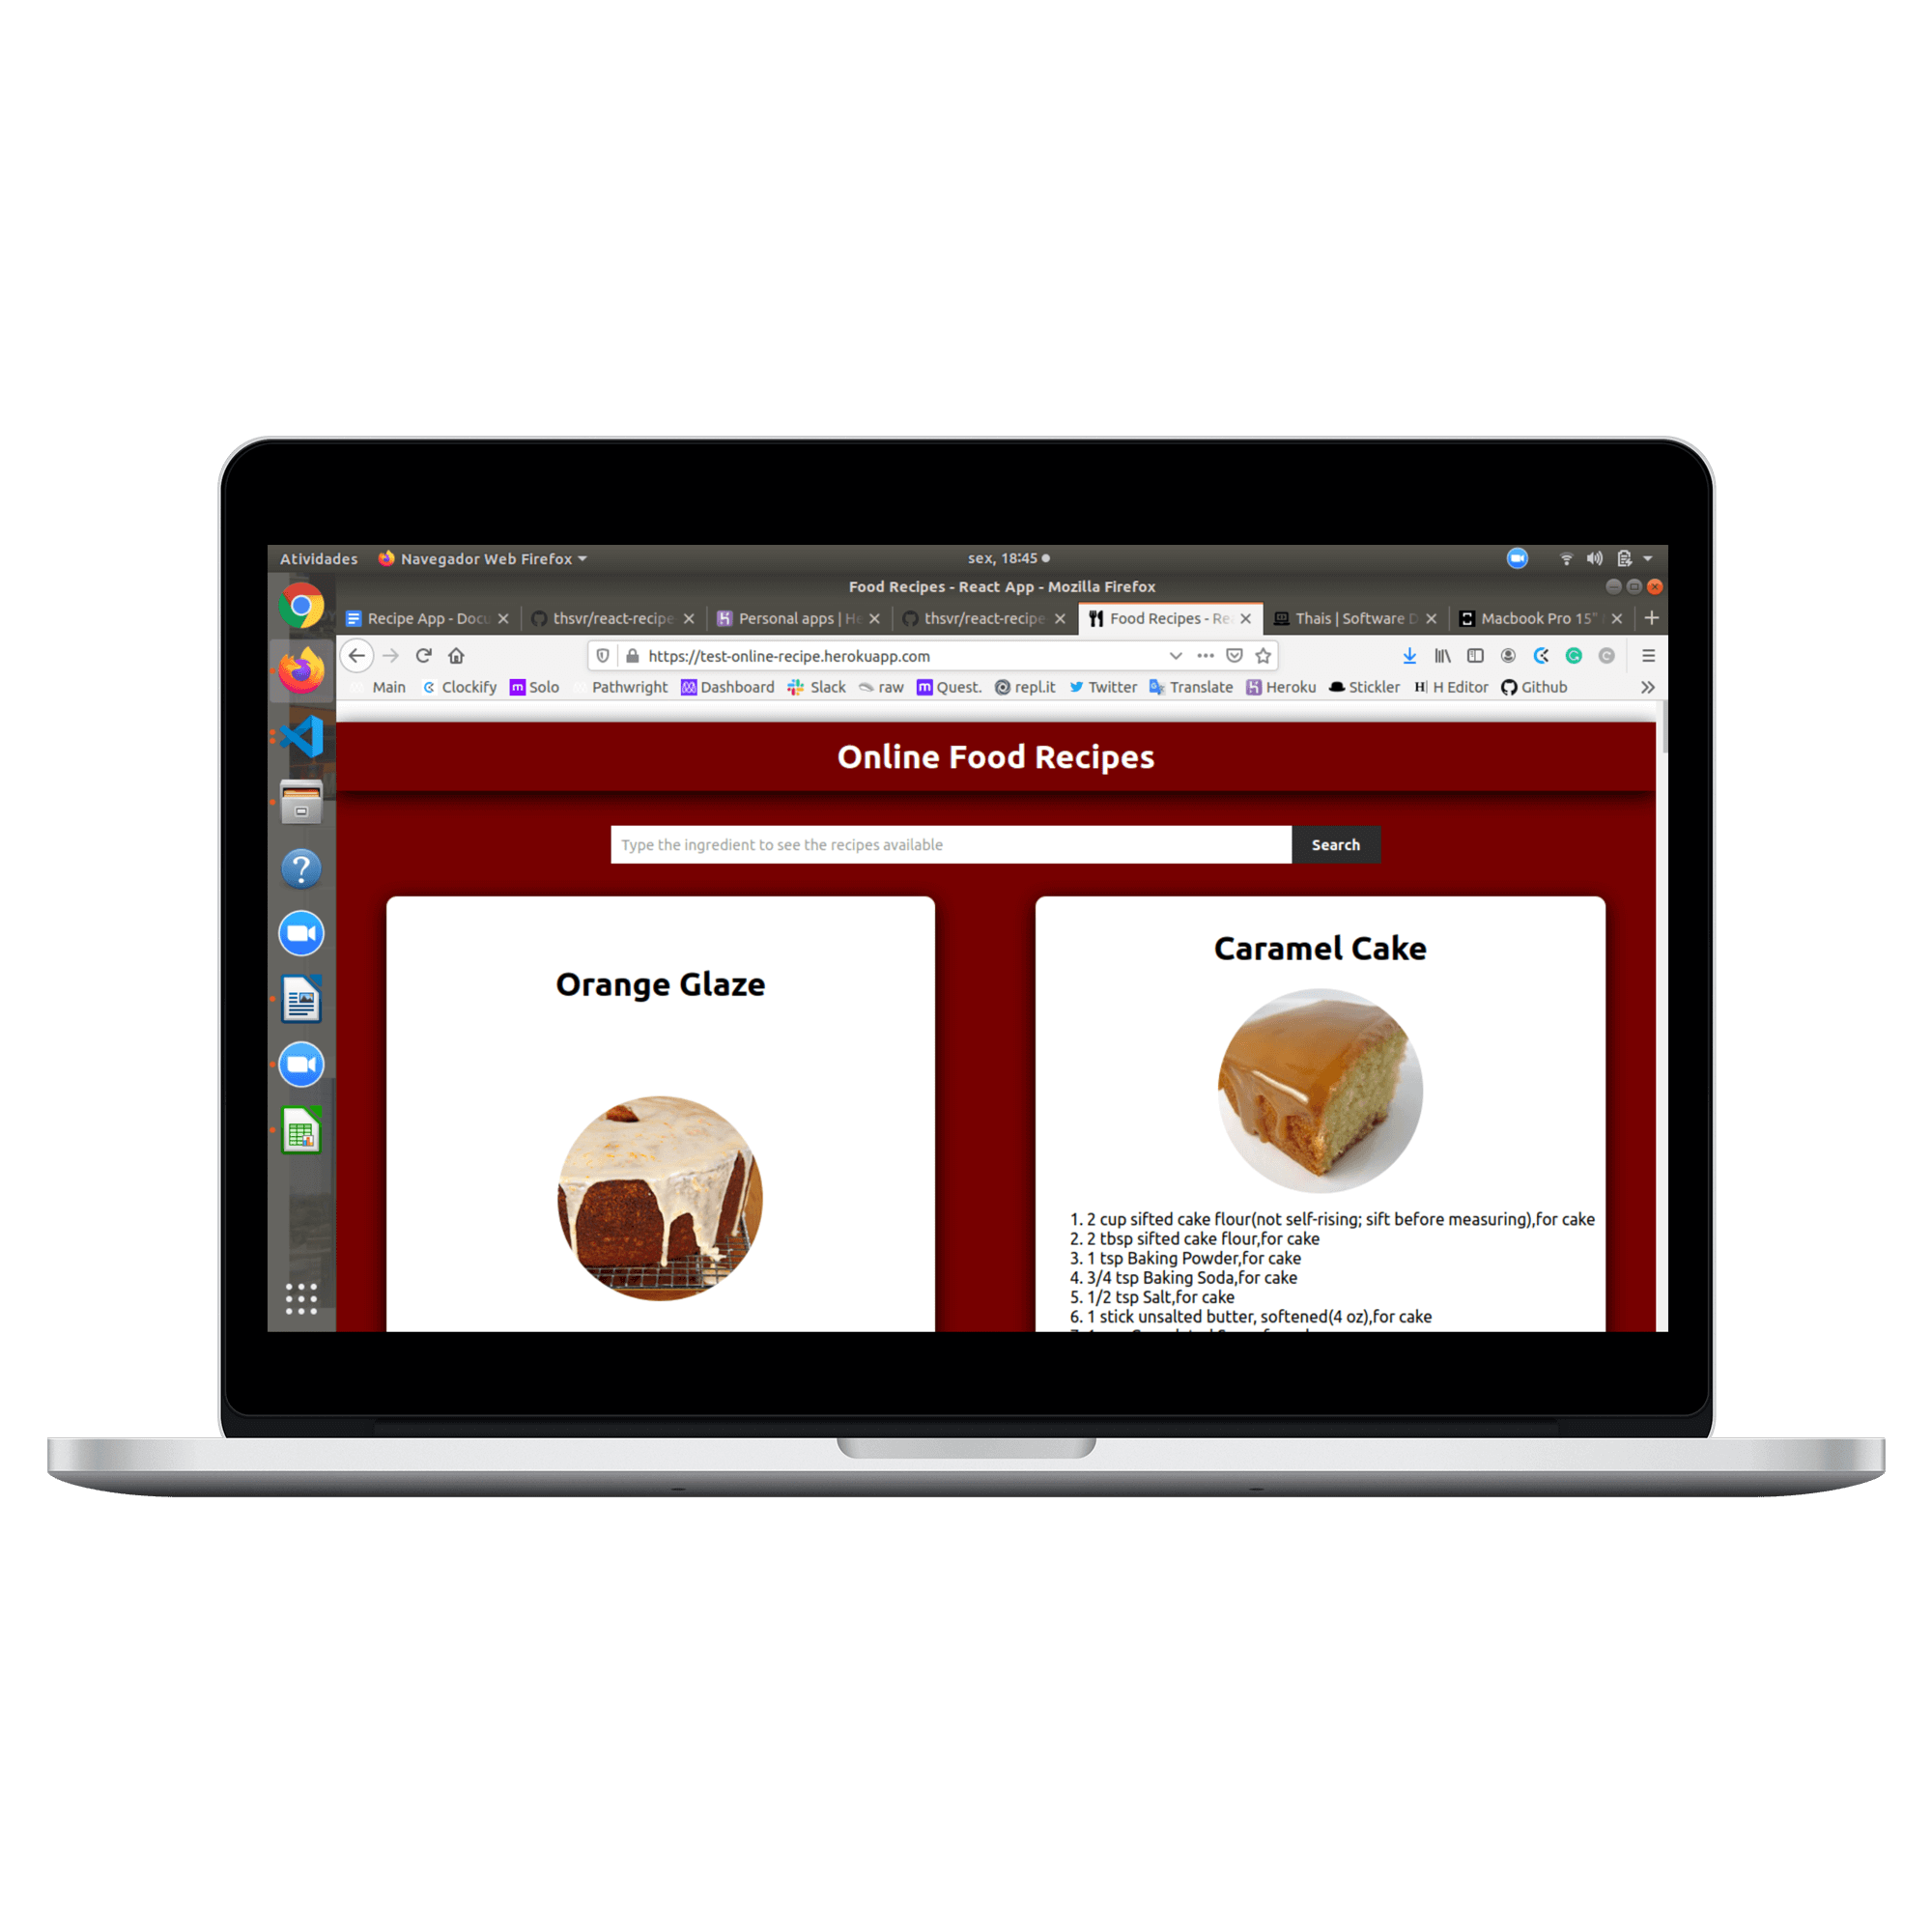 Atividades Navegador Web Firefox sex, 18:45
Food Recipes - React App - Mozilla Firefox
Recipe App - Docu thsvr/react-recipe Personal apps | He thsvr/react-recipe Food Recipes - Re Thais | Software D Macbook Pro 15"
https://test-online-recipe.herokuapp.com
Main Clockify Solo Pathwright Dashboard Slack raw Quest. repl.it Twitter Translate Heroku Stickler H Editor Github
Online Food Recipes
Type the ingredient to see the recipes available Search
Orange Glaze
Caramel Cake
1. 2 cup sifted cake flour(not self-rising; sift before measuring),for cake
2. 2 tbsp sifted cake flour,for cake
3. 1 tsp Baking Powder,for cake
4. 3/4 tsp Baking Soda,for cake
5. 1/2 tsp Salt,for cake
6. 1 stick unsalted butter, softened(4 oz),for cake